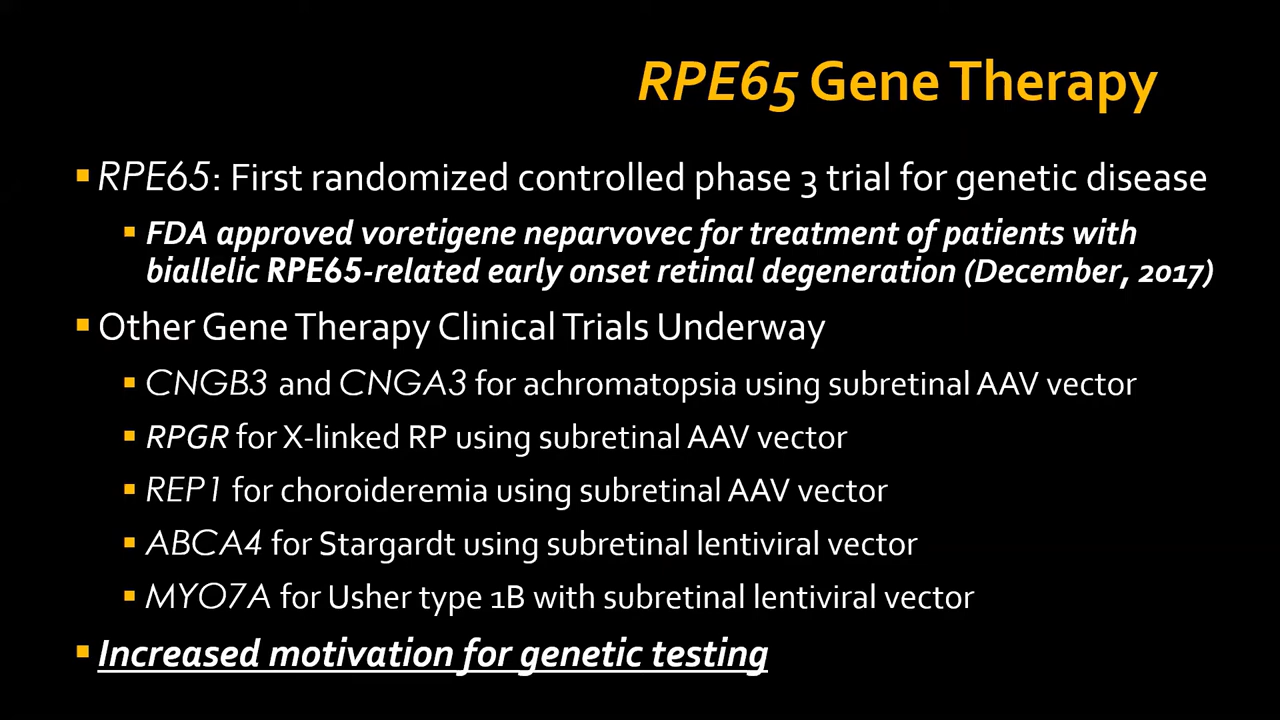 RPE65 Gene Therapy
RPE65: First randomized controlled phase 3 trial for genetic disease
FDA approved voretigene neparvovec for treatment of patients with
biallelic RPE65-related early onset retinal degeneration (December, 2017)
Other Gene Therapy Clinical Trials Underway
CNGB3 and CNGA3 for achromatopsia using subretinal AAV vector
RPGR for X-linked RP using subretinal AAV vector
REP1 for choroideremia using subretinal AAV vector
ABCA4 for Stargardt using subretinal lentiviral vector
MYO7A for Usher type 1B with subretinal lentiviral vector
Increased motivation for genetic testing